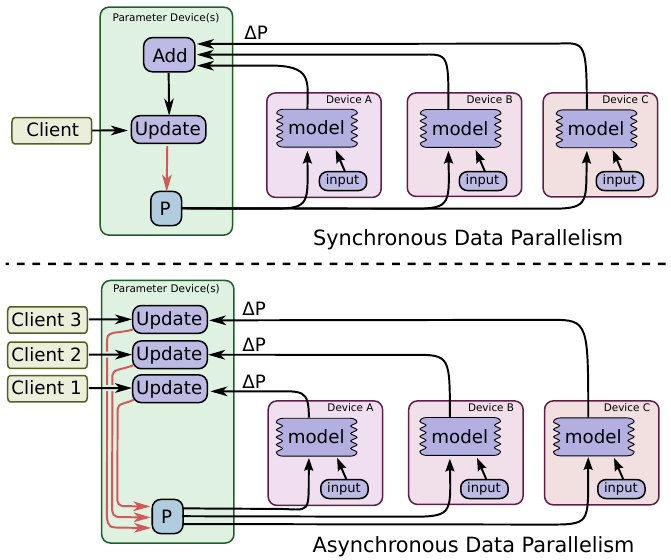 Parameter Device(s)
ΔP
Add
Device A
Device B
Device C
Client
Update
model
model
model
input
input
input
P
Synchronous Data Parallelism
Parameter Device(s)
Client 3
Update
ΔP
Client 2
Update
ΔP
Client 1
Update
ΔP
Device A
Device B
Device C
model
model
model
input
input
input
P
Asynchronous Data Parallelism